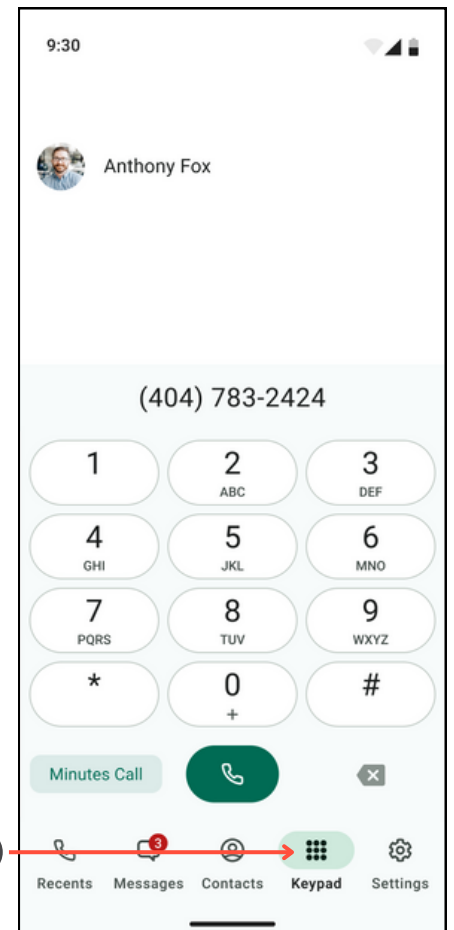 9:30
Anthony Fox
(404) 783-2424
1 2 3
ABC DEF
4 5 6
GHI JKL MNO
7 8 9
PQRS TUV WXYZ
* 0 #
+
Minutes Call
3
Recents Messages Contacts Keypad Settings